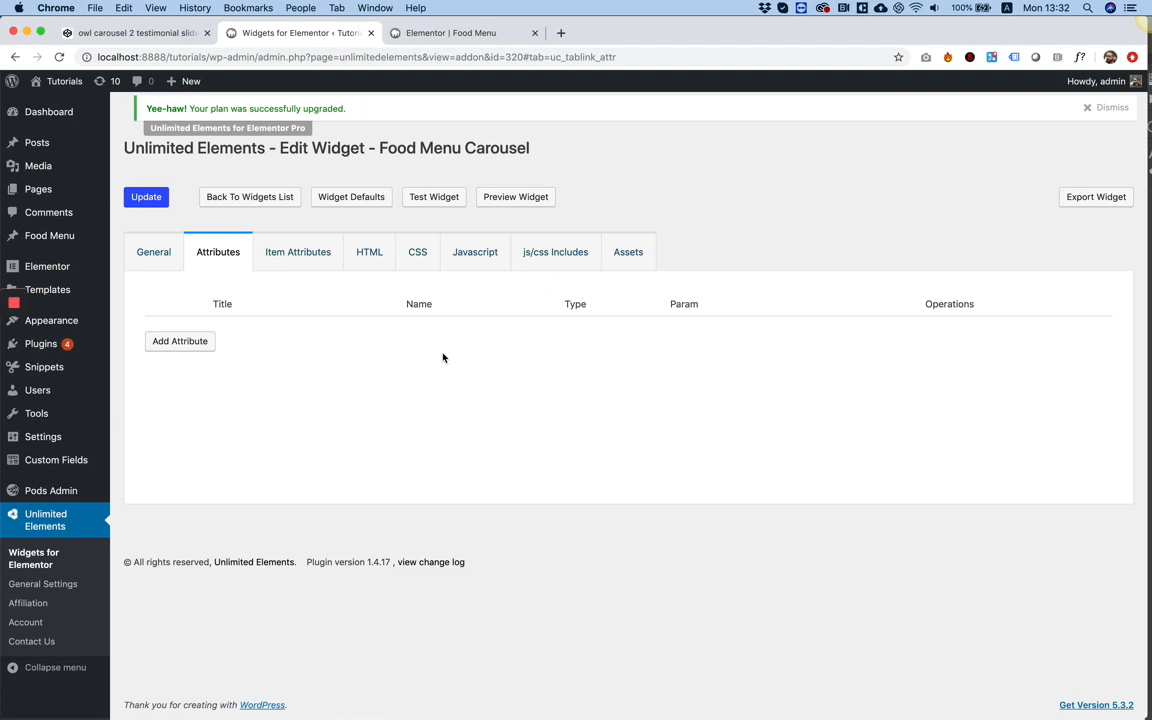 Chrome File Edit View History Bookmarks People Tab Window Help
100% A Mon 13:32
owl carousel 2 testimonial slide
Widgets for Elementor ‹ Tutori
Elementor | Food Menu
localhost:8888/tutorials/wp-admin/admin.php?page=unlimitedelements&view=addon&id=320#tab=uc_tablink_attr
f?
Tutorials 10 0 New
Howdy, admin
Dashboard
Posts
Media
Pages
Comments
Food Menu
Elementor
Templates
Appearance
Plugins 4
Snippets
Users
Tools
Settings
Custom Fields
Pods Admin
Unlimited
Elements
Widgets for
Elementor
General Settings
Affiliation
Account
Contact Us
Collapse menu
Yee-haw! Your plan was successfully upgraded.
Dismiss
Unlimited Elements for Elementor Pro
Unlimited Elements - Edit Widget - Food Menu Carousel
Update Back To Widgets List Widget Defaults Test Widget Preview Widget Export Widget
General Attributes Item Attributes HTML CSS Javascript js/css Includes Assets
Title Name Type Param Operations
Add Attribute
© All rights reserved, Unlimited Elements. Plugin version 1.4.17 , view change log
Thank you for creating with WordPress.
Get Version 5.3.2